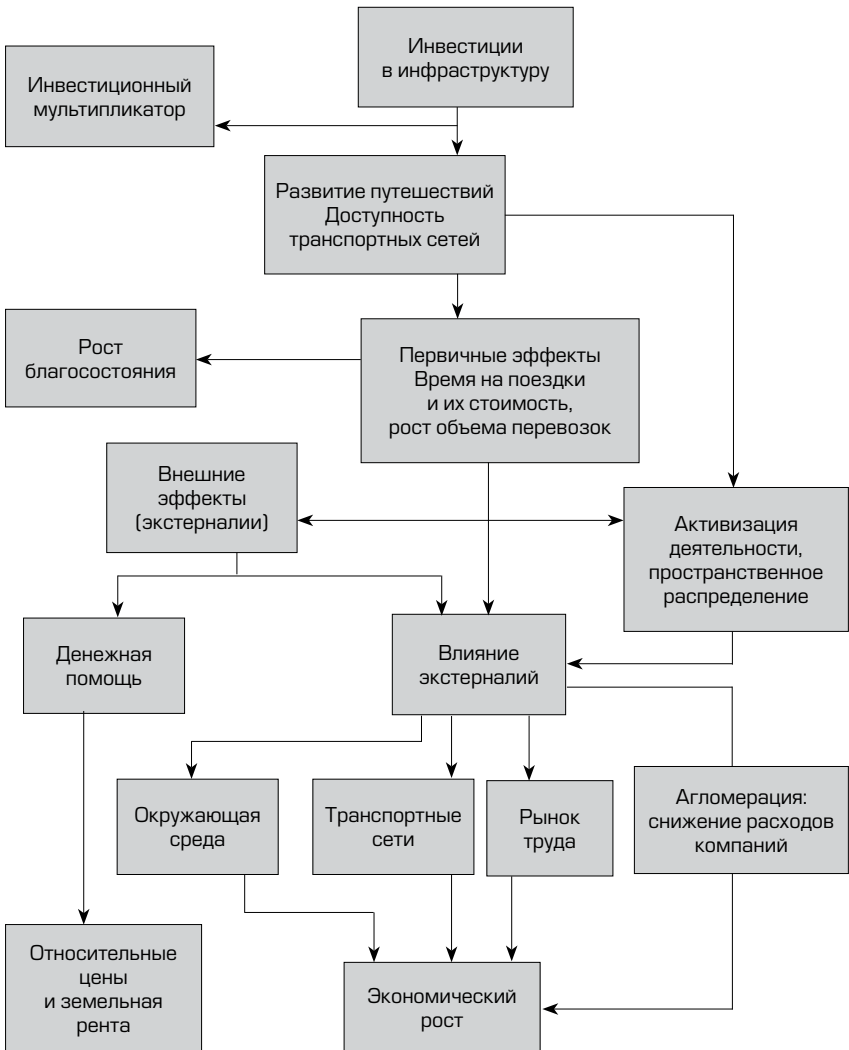 Инвестиции
в инфраструктуру
Инвестиционный
мультипликатор
Развитие путешествий
Доступность
транспортных сетей
Рост
благосостояния
Первичные эффекты
Время на поездки
и их стоимость,
рост объема перевозок
Внешние
эффекты
(экстерналии)
Активизация
деятельности,
пространственное
распределение
Денежная
помощь
Влияние
экстерналий
Окружающая
среда
Транспортные
сети
Рынок
труда
Агломерация:
снижение расходов
компаний
Относительные
цены
и земельная
рента
Экономический
рост